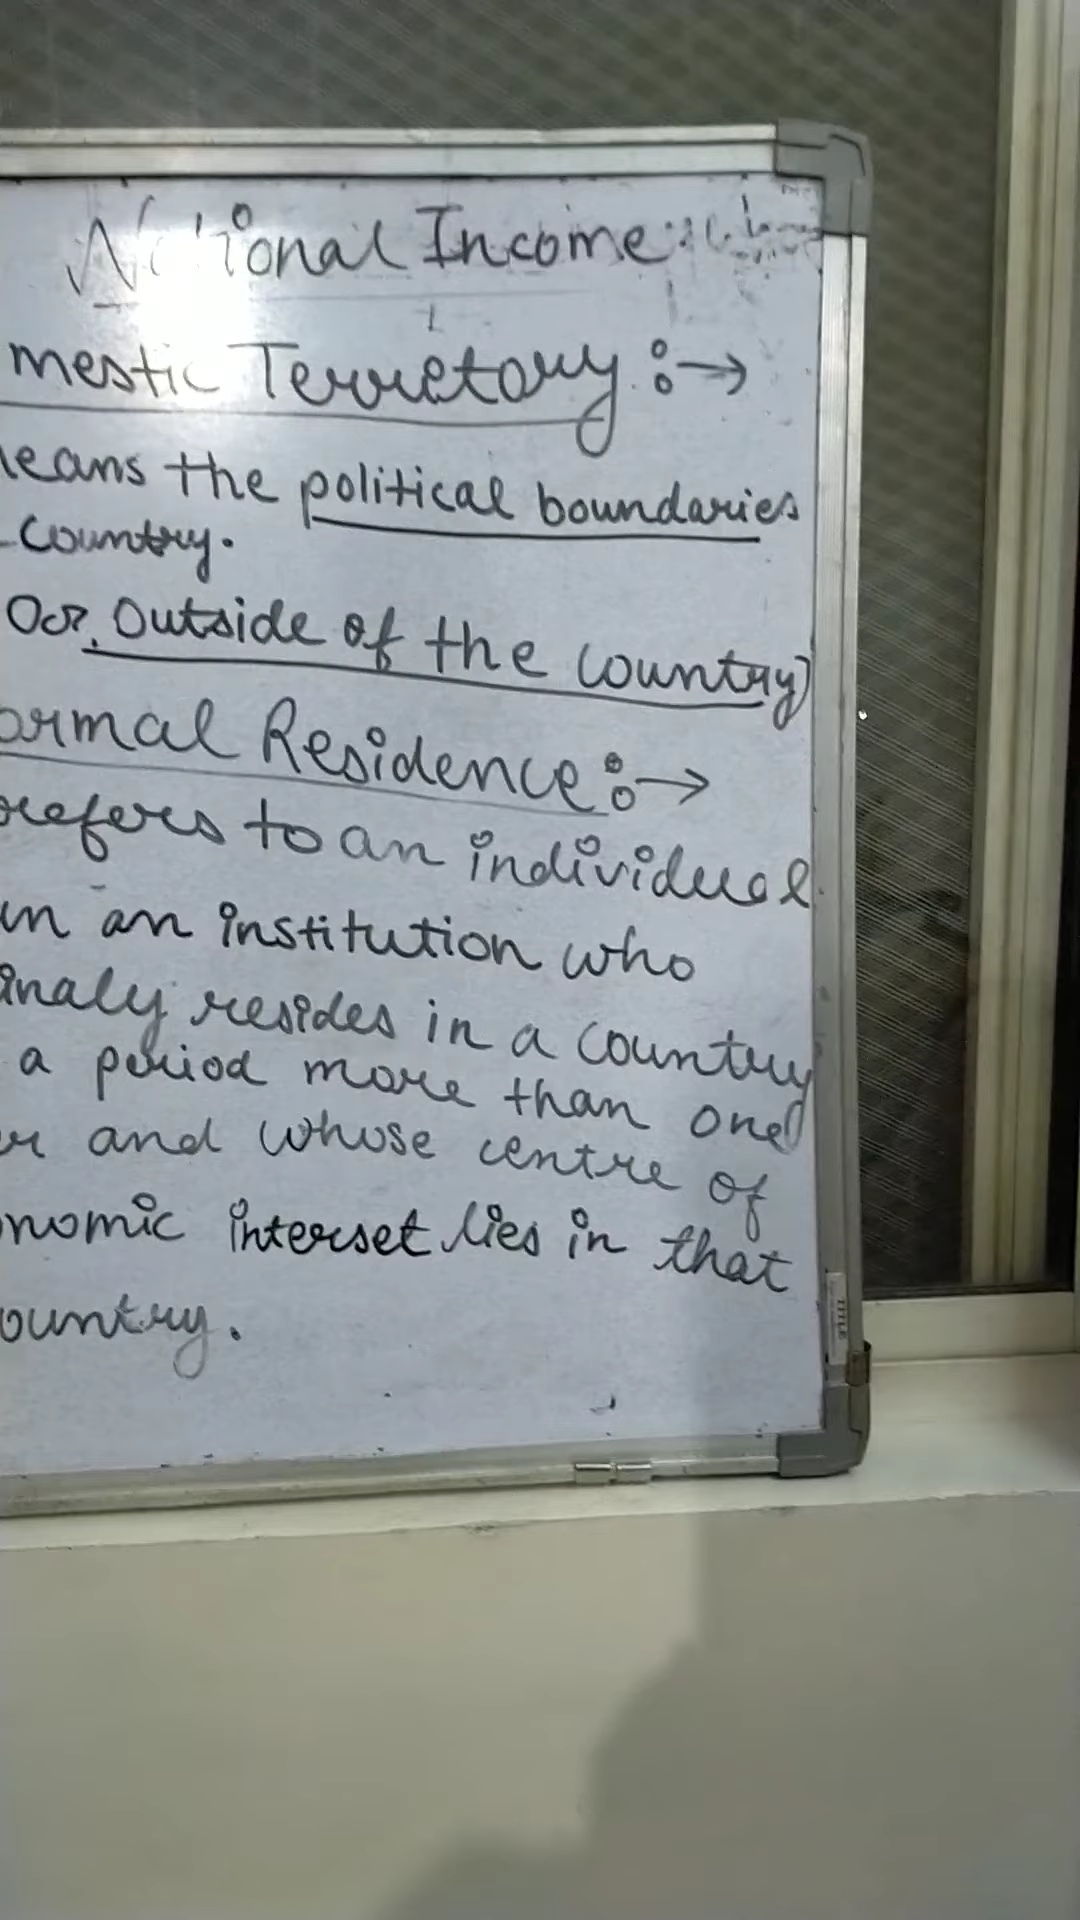 National Income
mestic Terretory :→
eans the political boundaries
country.
Or. Outside of the country)
ormal Residence :→
refers to an individual
an institution who
inaly resides in a country
a period more than one
and whose centre of
nomic interset lies in that
ountry.
TITLE